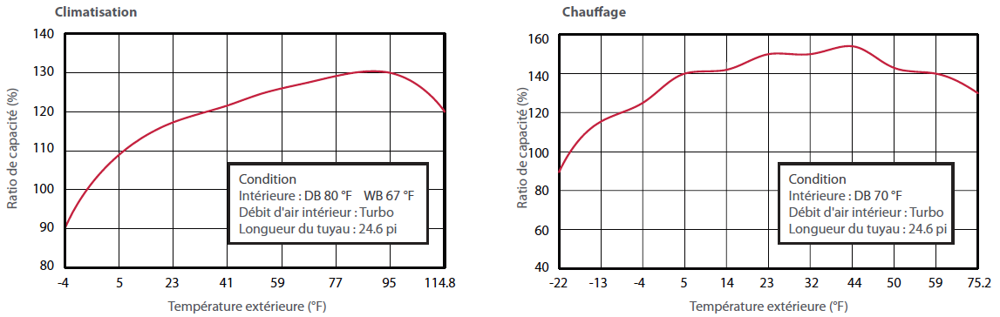 Climatisation
140
130
120
110
100
90
80
-4 5 23 41 59 77 95 114.8
Ratio de capacité (%)
Température extérieure (°F)
Condition
Intérieure : DB 80 °F WB 67 °F
Débit d'air intérieur : Turbo
Longueur du tuyau : 24.6 pi
Chauffage
160
140
120
100
80
60
40
-22 -13 -4 5 14 23 32 44 50 59 75.2
Ratio de capacité (%)
Température extérieure (°F)
Condition
Intérieure : DB 70 °F
Débit d'air intérieur : Turbo
Longueur du tuyau : 24.6 pi